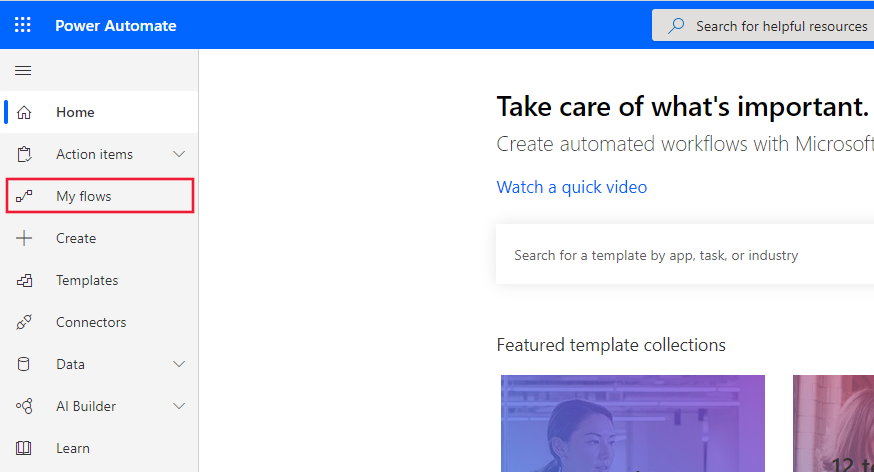 Power Automate
Search for helpful resources
Home
Action items
My flows
Create
Templates
Connectors
Data
AI Builder
Learn
Take care of what's important.
Create automated workflows with Microsoft
Watch a quick video
Search for a template by app, task, or industry
Featured template collections
12